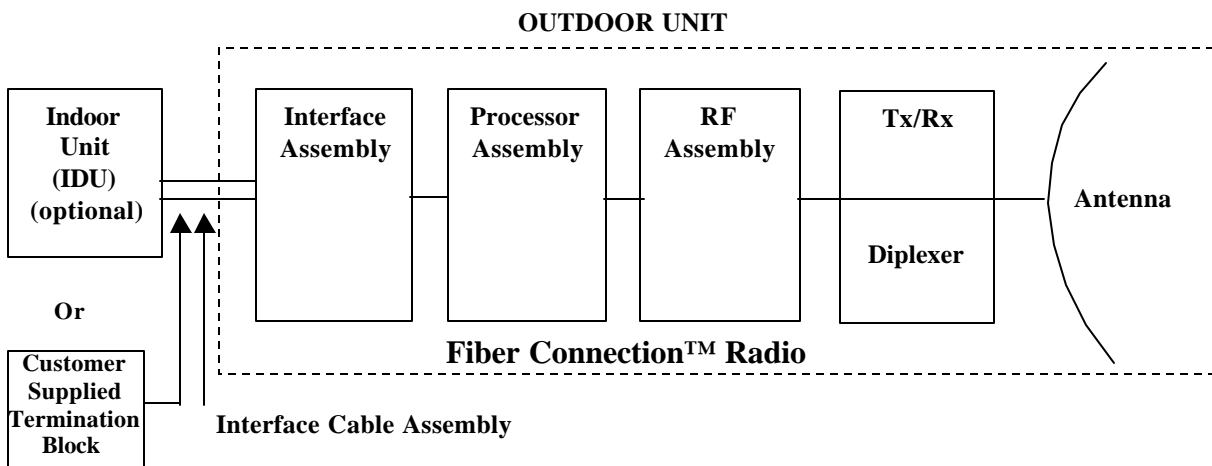 OUTDOOR UNIT
Indoor
Unit
(IDU)
(optional)
Interface
Assembly
Processor
Assembly
RF
Assembly
Tx/Rx
Diplexer
Antenna
Or
Fiber Connection™ Radio
Customer
Supplied
Termination
Block
Interface Cable Assembly